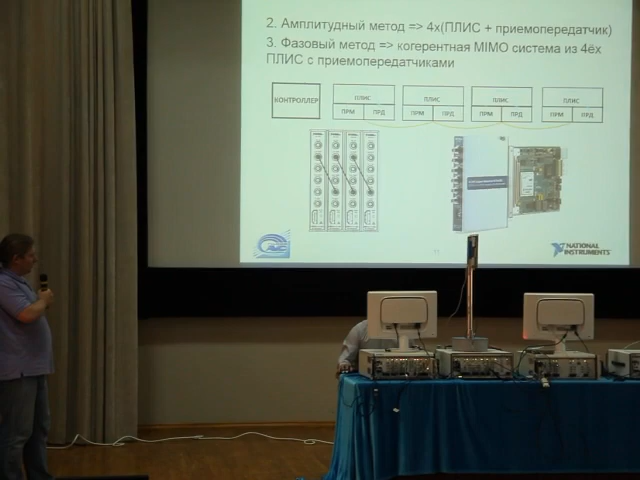 2. Амплитудный метод => 4x(ПЛИС + приемопередатчик)
3. Фазовый метод => когерентная MIMO система из 4ёх
ПЛИС с приемопередатчиками
КОНТРОЛЛЕР
ПЛИС
ПРМ ПРД
ПЛИС
ПРМ ПРД
ПЛИС
ПРМ ПРД
ПЛИС
ПРМ ПРД
NATIONAL
INSTRUMENTS